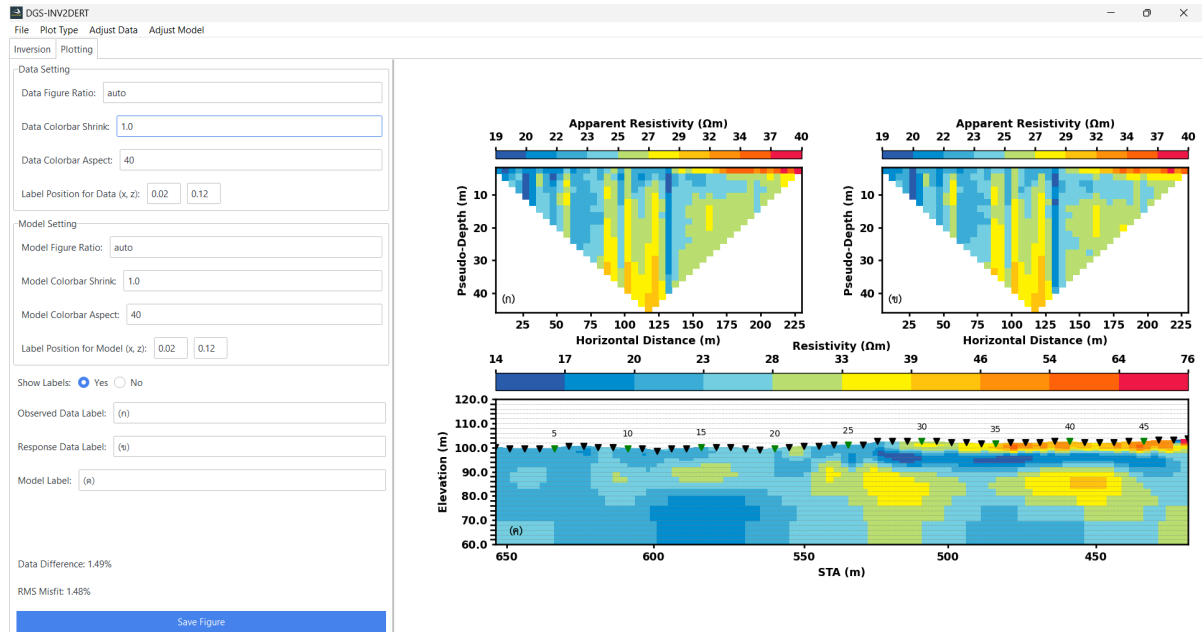 DGS-INV2DERT
File Plot Type Adjust Data Adjust Model
Inversion Plotting
Data Setting
Data Figure Ratio: auto
Data Colorbar Shrink: 1.0
Data Colorbar Aspect: 40
Label Position for Data (x, z): 0.02 0.12
Model Setting
Model Figure Ratio: auto
Model Colorbar Shrink: 1.0
Model Colorbar Aspect: 40
Label Position for Model (x, z): 0.02 0.12
Show Labels: Yes No
Observed Data Label: (ก)
Response Data Label: (ข)
Model Label: (ค)
Data Difference: 1.49%
RMS Misfit: 1.48%
Save Figure
Apparent Resistivity (Ωm)
19 20 22 23 25 27 29 32 34 37 40
Pseudo-Depth (m)
10
20
30
40
(ก)
25 50 75 100 125 150 175 200 225
Horizontal Distance (m)
Apparent Resistivity (Ωm)
19 20 22 23 25 27 29 32 34 37 40
Pseudo-Depth (m)
10
20
30
40
(ข)
25 50 75 100 125 150 175 200 225
Horizontal Distance (m)
Resistivity (Ωm)
14 17 20 23 28 33 39 46 54 64 76
Elevation (m)
120.0
110.0
100.0
90.0
80.0
70.0
60.0
5 10 15 20 25 30 35 40 45
(ค)
650 600 550 500 450
STA (m)